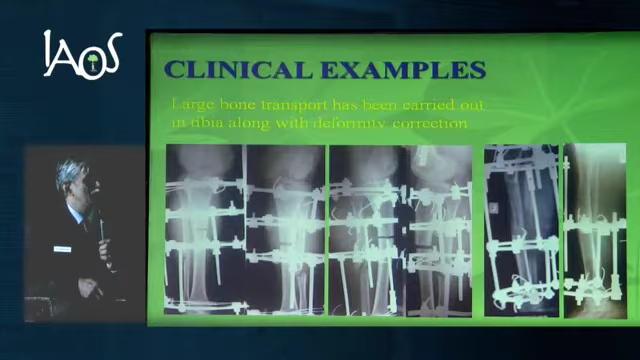 IAOS
CLINICAL EXAMPLES
Large bone transport has been carried out
in tibia along with deformity correction